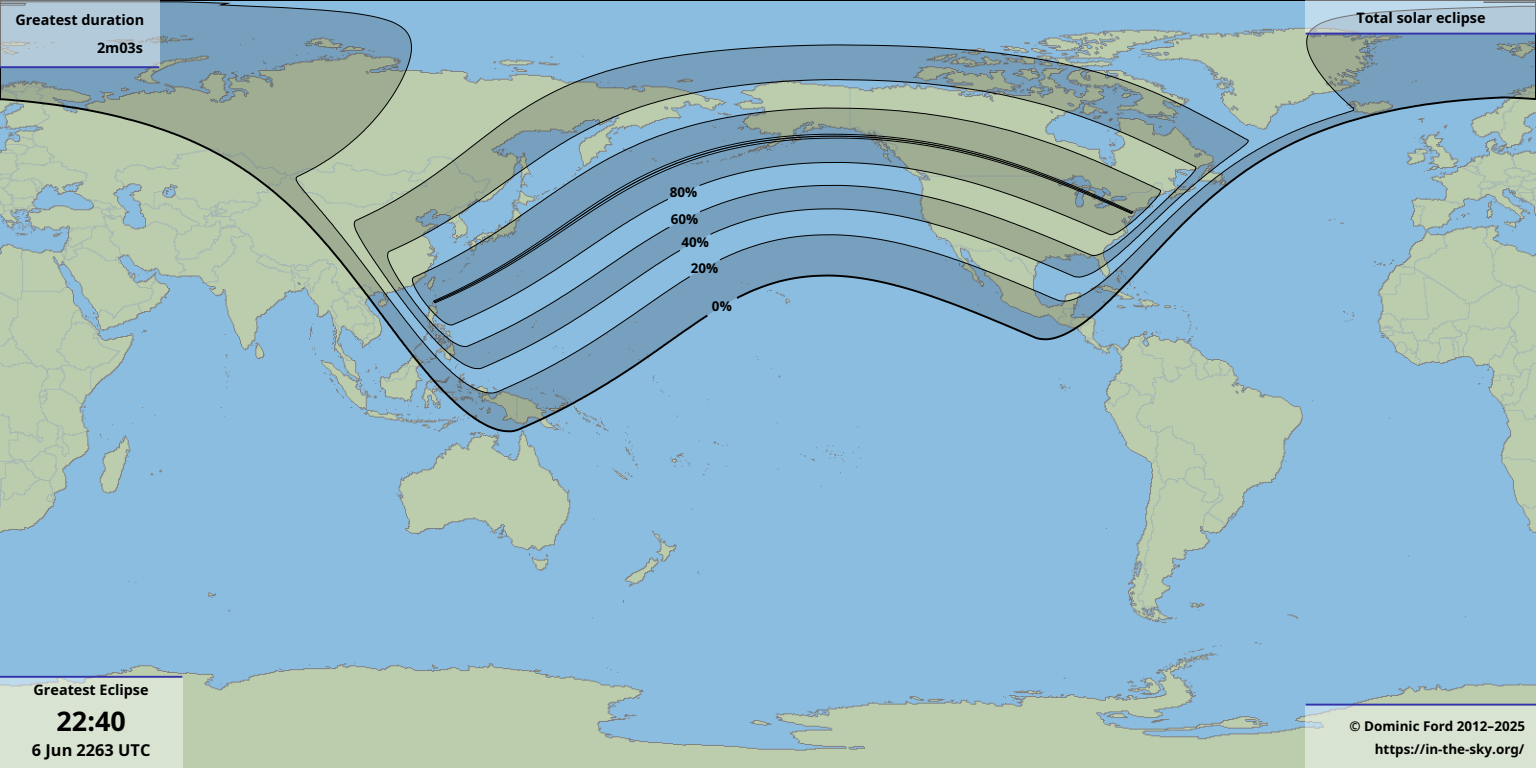 Greatest duration
2m03s
Total solar eclipse
80%
60%
40%
20%
0%
Greatest Eclipse
22:40
6 Jun 2263 UTC
© Dominic Ford 2012–2025
https://in-the-sky.org/